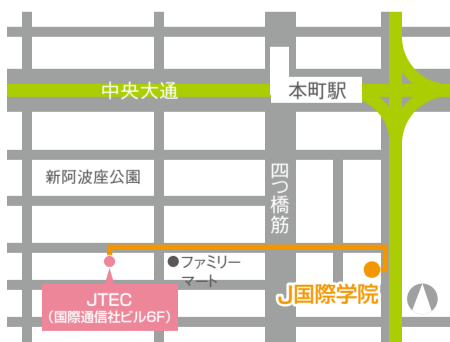 中央大通
本町駅
新阿波座公園
四つ橋筋
ファミリー
マート
J国際学院
JTEC
(国際通信社ビル6F)